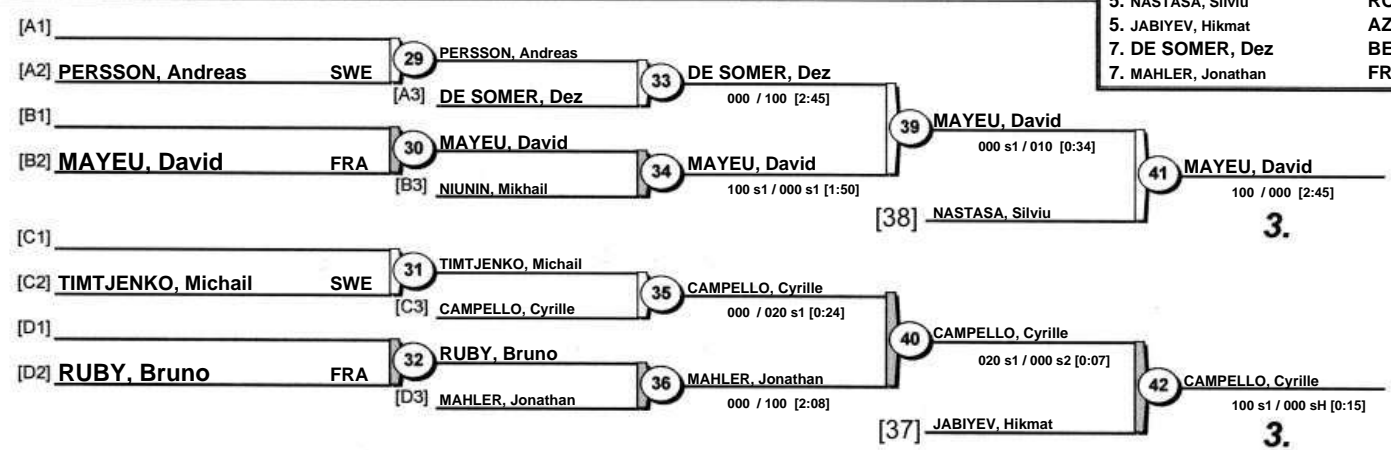 5. NASTASA, Silviu
5. JABIYEV, Hikmat AZ
7. DE SOMER, Dez BE
7. MAHLER, Jonathan FR
[A1]
[A2] PERSSON, Andreas SWE
29
PERSSON, Andreas
[A3] DE SOMER, Dez
33
DE SOMER, Dez
000 / 100 [2:45]
[B1]
[B2] MAYEU, David FRA
30
MAYEU, David
[B3] NIUNIN, Mikhail
34
MAYEU, David
100 s1 / 000 s1 [1:50]
39
MAYEU, David
000 s1 / 010 [0:34]
[38] NASTASA, Silviu
41
MAYEU, David
100 / 000 [2:45]
3.
[C1]
[C2] TIMTJENKO, Michail SWE
31
TIMTJENKO, Michail
[C3] CAMPELLO, Cyrille
35
CAMPELLO, Cyrille
000 / 020 s1 [0:24]
[D1]
[D2] RUBY, Bruno FRA
32
RUBY, Bruno
[D3] MAHLER, Jonathan
36
MAHLER, Jonathan
000 / 100 [2:08]
40
CAMPELLO, Cyrille
020 s1 / 000 s2 [0:07]
[37] JABIYEV, Hikmat
42
CAMPELLO, Cyrille
100 s1 / 000 sH [0:15]
3.